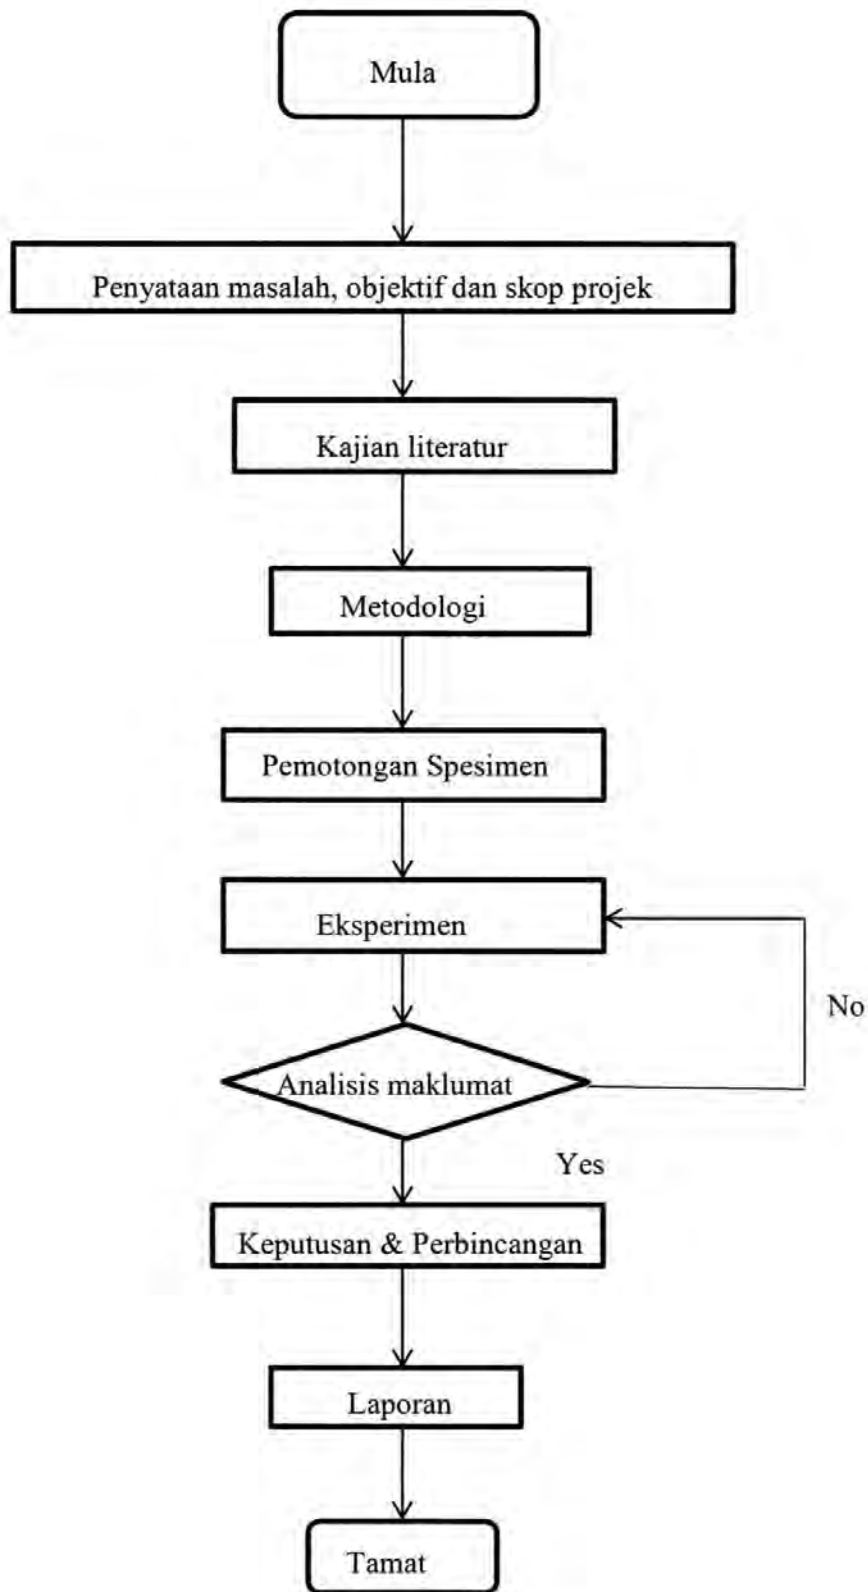 Mula
Penyataan masalah, objektif dan skop projek
Kajian literatur
Metodologi
Pemotongan Spesimen
Eksperimen
No
Analisis maklumat
Yes
Keputusan & Perbincangan
Laporan
Tamat